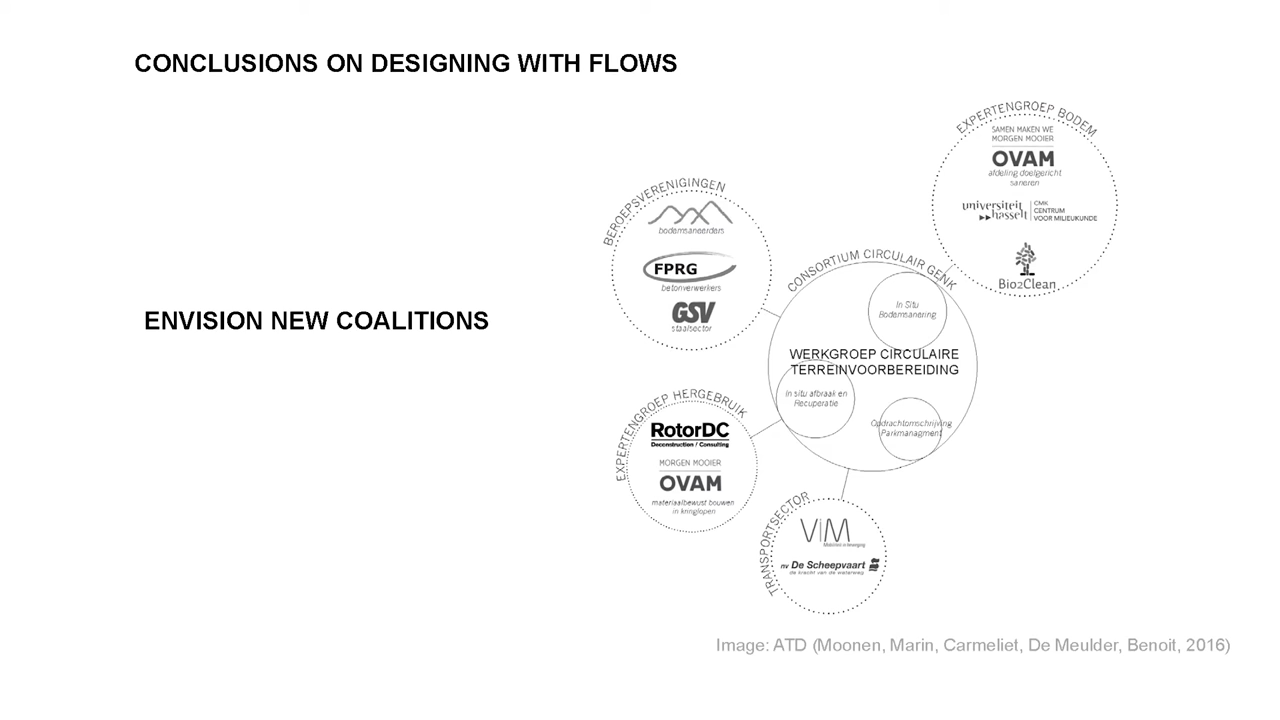 CONCLUSIONS ON DESIGNING WITH FLOWS
ENVISION NEW COALITIONS
BEROEPSVERENIGINGEN
bodemsaneerders
FPRG
betonverwerkers
GSV
staalsector
EXPERTENGROEP BODEM
SAMEN MAKEN WE
MORGEN MOOIER
OVAM
afdeling doelgericht
saneren
universiteit
hasselt
CMK
CENTRUM
VOOR MILIEUKUNDE
Bio2Clean
CONSORTIUM CIRCULAIR GENK
In Situ
Bodemsanering
WERKGROEP CIRCULAIRE
TERREINVOORBEREIDING
In situ afbraak en
Recuperatie
Opdrachtomschrijving
Parkmanagment
EXPERTENGROEP HERGEBRUIK
RotorDC
Deconstruction / Consulting
MORGEN MOOIER
OVAM
materiaalbewust bouwen
in kringlopen
TRANSPORTSECTOR
VIM
nv De Scheepvaart
de kracht van de waterweg
Image: ATD (Moonen, Marin, Carmeliet, De Meulder, Benoit, 2016)